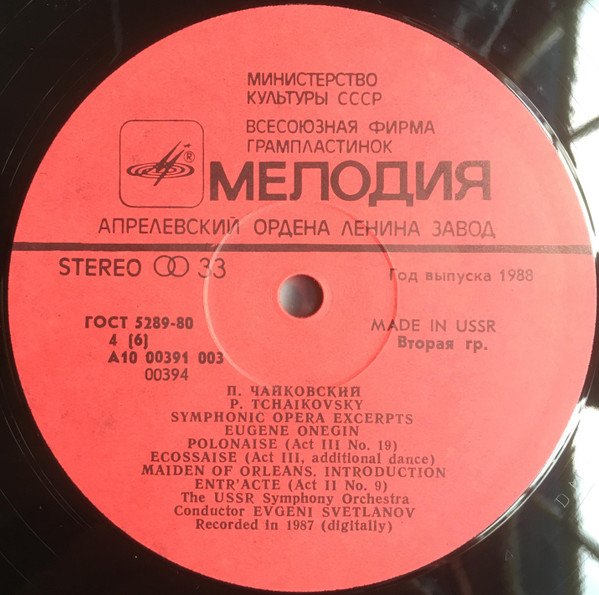 МИНИСТЕРСТВО
КУЛЬТУРЫ СССР
ВСЕСОЮЗНАЯ ФИРМА
ГРАМПЛАСТИНОК
®
МЕЛОДИЯ
АПРЕЛЕВСКИЙ ОРДЕНА ЛЕНИНА ЗАВОД
STEREO 33
Год выпуска 1988
ГОСТ 5289-80
4 (6)
А10 00391 003
00394
MADE IN USSR
Вторая гр.
П. ЧАЙКОВСКИЙ
P. TCHAIKOVSKY
SYMPHONIC OPERA EXCERPTS
EUGENE ONEGIN
POLONAISE (Act III No. 19)
ECOSSAISE (Act III, additional dance)
MAIDEN OF ORLEANS. INTRODUCTION
ENTR'ACTE (Act II No. 9)
The USSR Symphony Orchestra
Conductor EVGENI SVETLANOV
Recorded in 1987 (digitally)